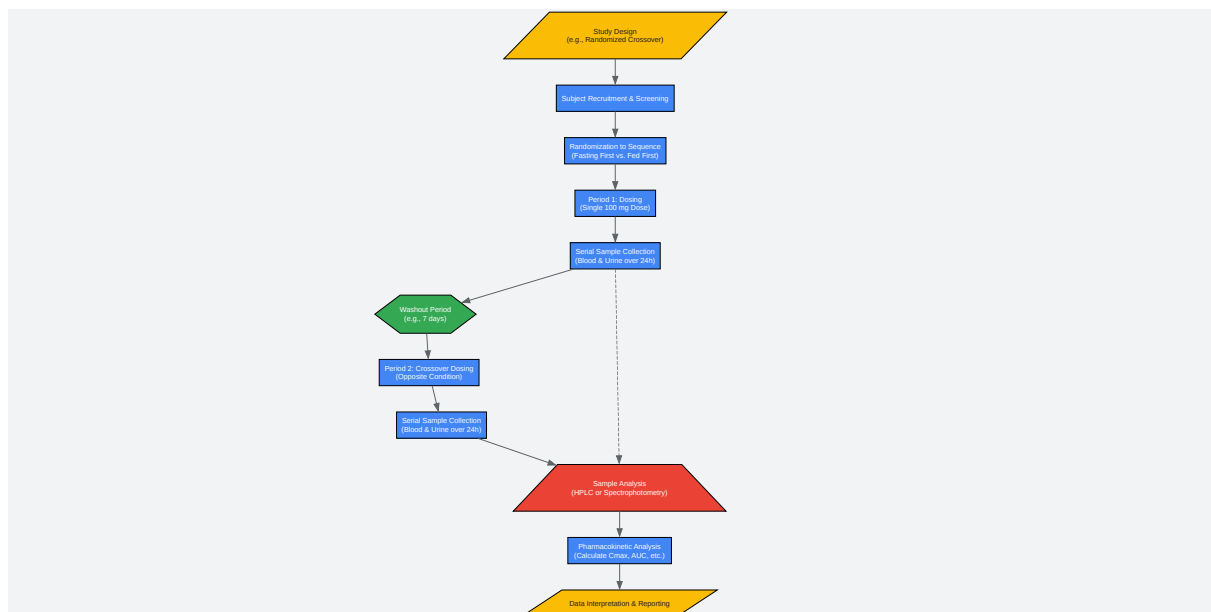 Study Design
(e.g., Randomized Crossover)
Subject Recruitment & Screening
Randomization to Sequence
(Fasting First vs. Fed First)
Period 1: Dosing
(Single 100 mg Dose)
Serial Sample Collection
(Blood & Urine over 24h)
Washout Period
(e.g., 7 days)
Period 2: Crossover Dosing
(Opposite Condition)
Serial Sample Collection
(Blood & Urine over 24h)
Sample Analysis
(HPLC or Spectrophotometry)
Pharmacokinetic Analysis
(Calculate Cmax, AUC, etc.)
Data Interpretation & Reporting